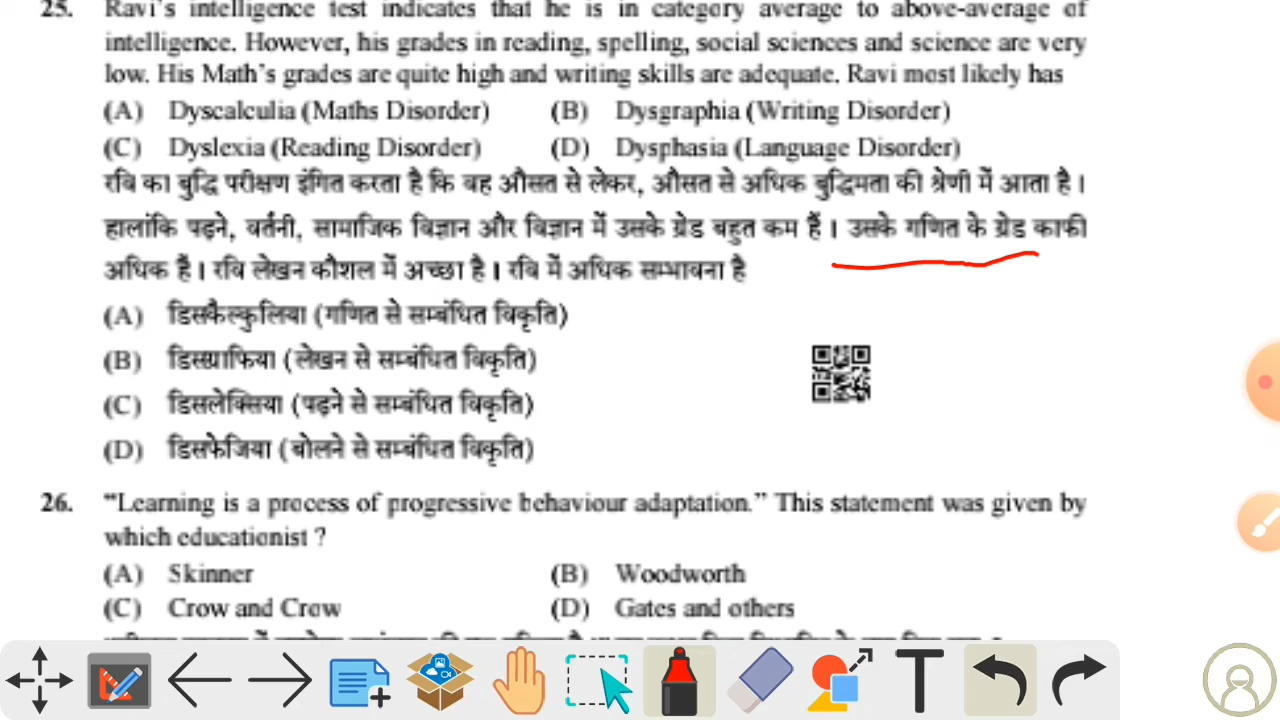 25. Ravi's intelligence test indicates that he is in category average to above-average of
intelligence. However, his grades in reading, spelling, social sciences and science are very
low. His Math's grades are quite high and writing skills are adequate. Ravi most likely has
(A) Dyscalculia (Maths Disorder) (B) Dysgraphia (Writing Disorder)
(C) Dyslexia (Reading Disorder) (D) Dysphasia (Language Disorder)
रवि का बुद्धि परीक्षण इंगित करता है कि वह औसत से लेकर, औसत से अधिक बुद्धिमता की श्रेणी में आता है ।
हालांकि पढ़ने, वर्तनी, सामाजिक विज्ञान और विज्ञान में उसके ग्रेड बहुत कम हैं । उसके गणित के ग्रेड काफी
अधिक है । रवि लेखन कौशल में अच्छा है । रवि में अधिक सम्भावना है
(A) डिसकैल्कुलिया (गणित से सम्बंधित विकृति)
(B) डिसग्राफिया (लेखन से सम्बंधित विकृति)
(C) डिसलेक्सिया (पढ़ने से सम्बंधित विकृति)
(D) डिसफेजिया (बोलने से सम्बंधित विकृति)
26. "Learning is a process of progressive behaviour adaptation." This statement was given by
which educationist ?
(A) Skinner (B) Woodworth
(C) Crow and Crow (D) Gates and others
T